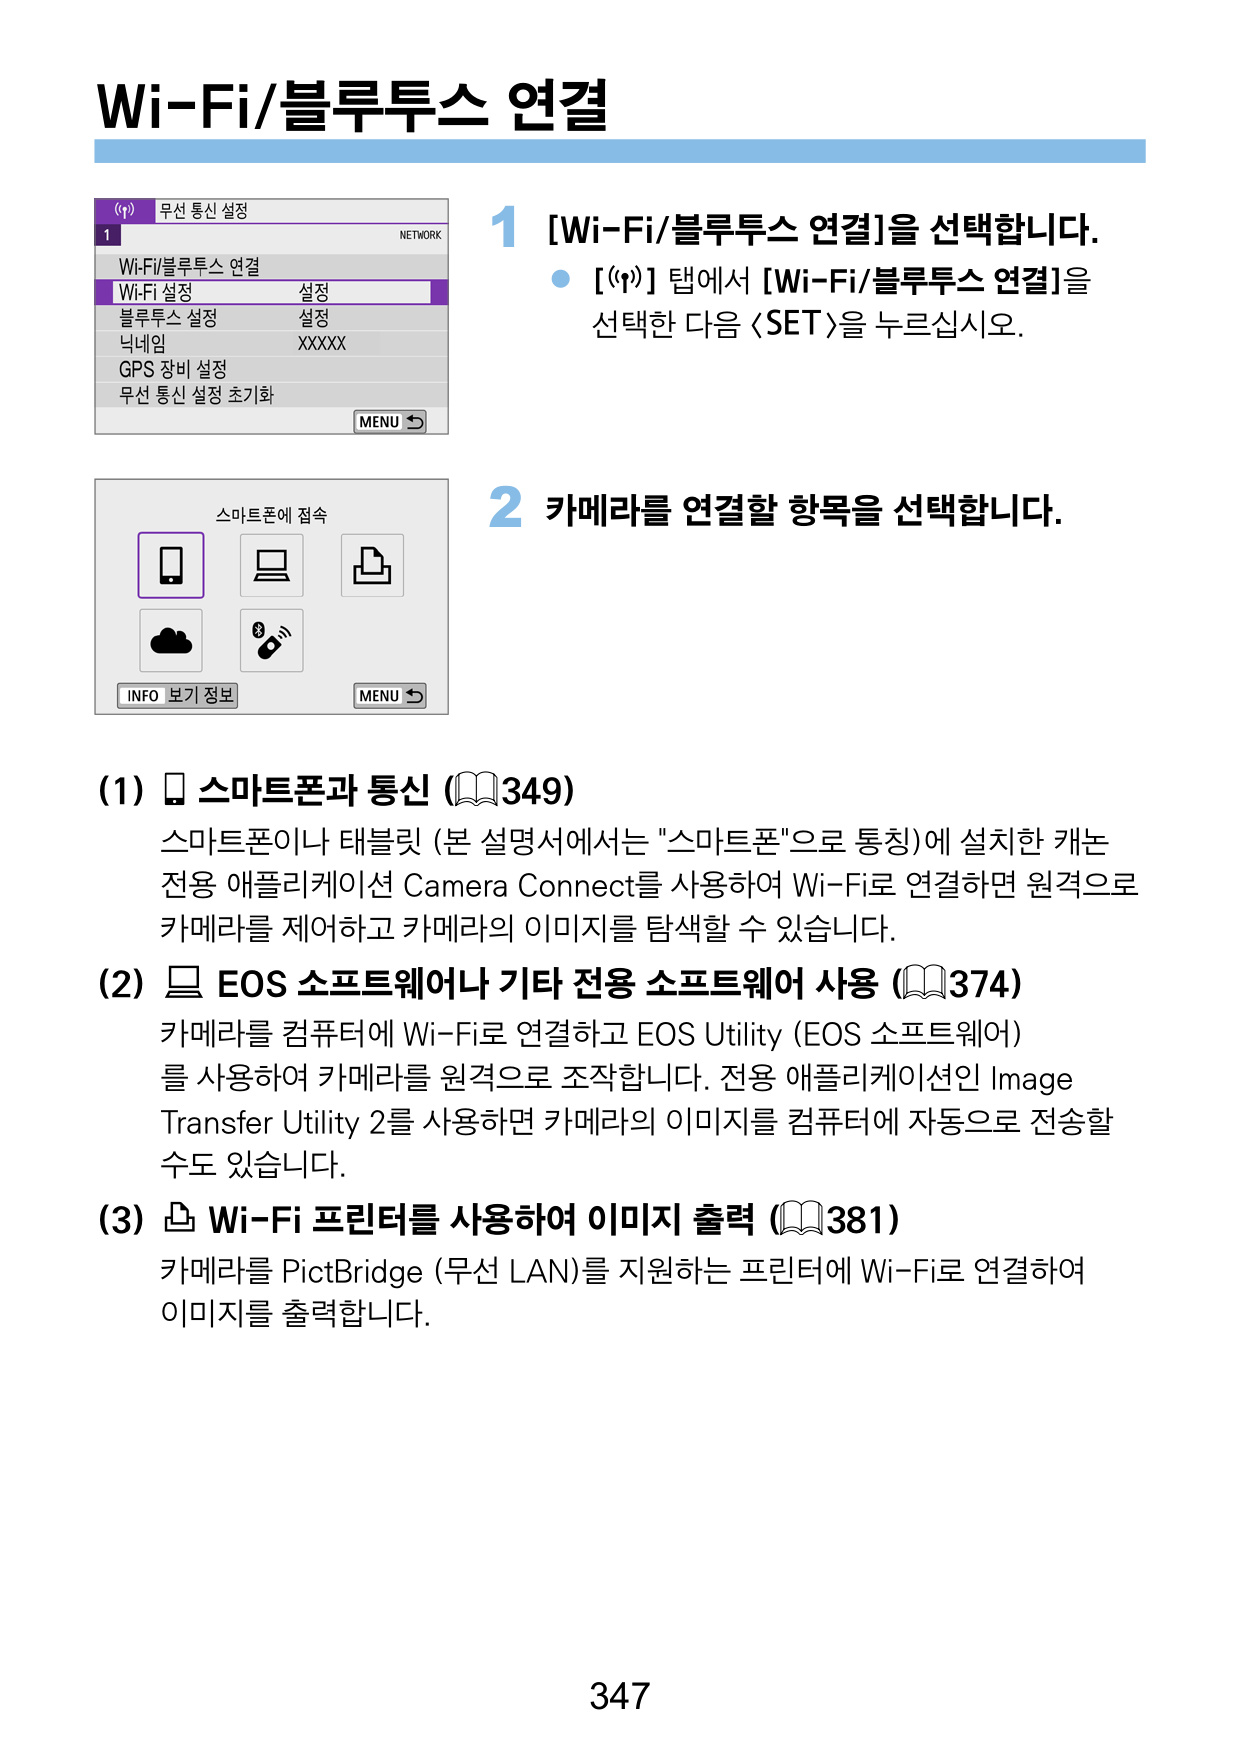 Wi-Fi/블루투스 연결
무선 통신 설정
1
NETWORK
Wi-Fi/블루투스 연결
Wi-Fi 설정 설정
블루투스 설정 설정
닉네임 XXXXX
GPS 장비 설정
무선 통신 설정 초기화
MENU
1 [Wi-Fi/블루투스 연결]을 선택합니다.
● [] 탭에서 [Wi-Fi/블루투스 연결]을
선택한 다음 <SET>을 누르십시오.
스마트폰에 접속
INFO 보기 정보
MENU
2 카메라를 연결할 항목을 선택합니다.
(1) 스마트폰과 통신 (349)
스마트폰이나 태블릿 (본 설명서에서는 "스마트폰"으로 통칭)에 설치한 캐논
전용 애플리케이션 Camera Connect를 사용하여 Wi-Fi로 연결하면 원격으로
카메라를 제어하고 카메라의 이미지를 탐색할 수 있습니다.
(2) EOS 소프트웨어나 기타 전용 소프트웨어 사용 (374)
카메라를 컴퓨터에 Wi-Fi로 연결하고 EOS Utility (EOS 소프트웨어)
를 사용하여 카메라를 원격으로 조작합니다. 전용 애플리케이션인 Image
Transfer Utility 2를 사용하면 카메라의 이미지를 컴퓨터에 자동으로 전송할
수도 있습니다.
(3) Wi-Fi 프린터를 사용하여 이미지 출력 (381)
카메라를 PictBridge (무선 LAN)를 지원하는 프린터에 Wi-Fi로 연결하여
이미지를 출력합니다.
347